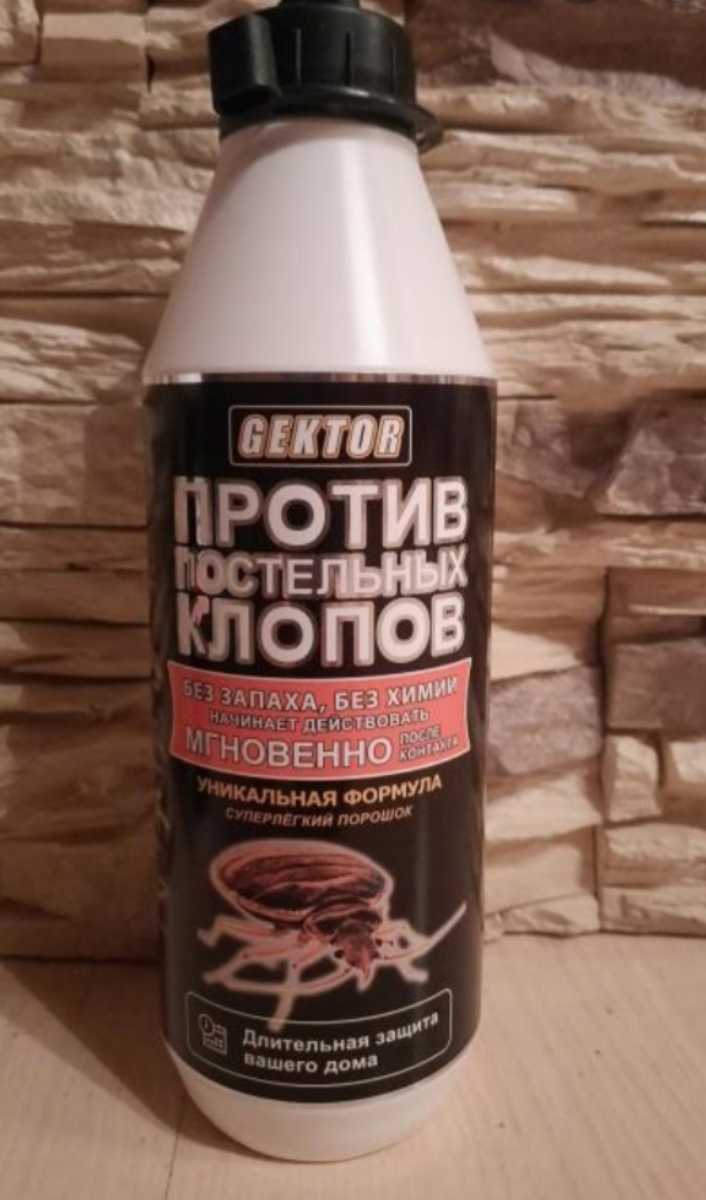 GEKTOR
ПРОТИВ
ПОСТЕЛЬНЫХ
КЛОПОВ
БЕЗ ЗАПАХА, БЕЗ ХИМИИ
НАЧИНАЕТ ДЕЙСТВОВАТЬ
МГНОВЕННО ПОСЛЕ КОНТАКТА
УНИКАЛЬНАЯ ФОРМУЛА
СУПЕРЛЁГКИЙ ПОРОШОК
Длительная защита
вашего дома